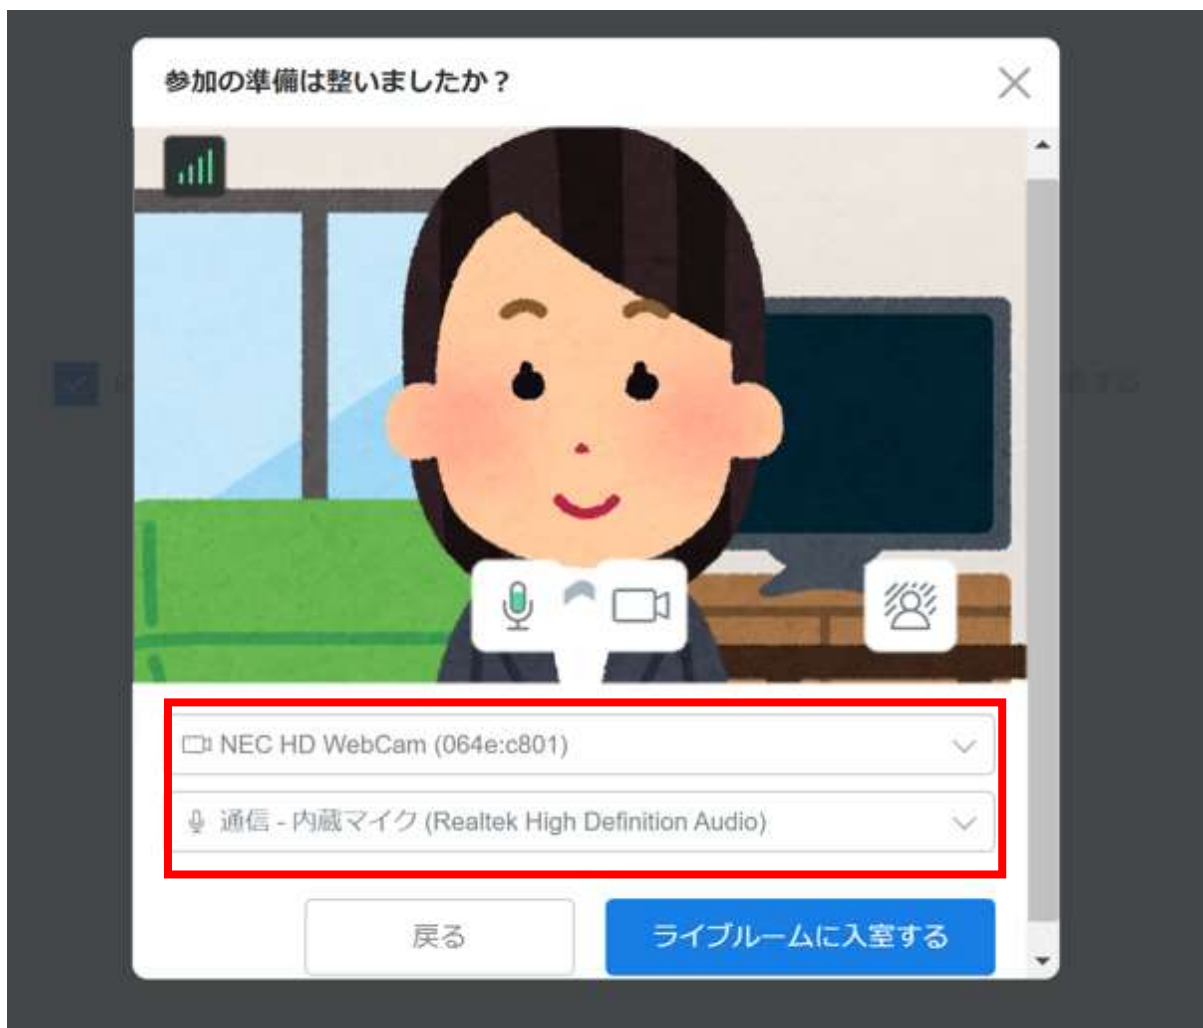 参加の準備は整いましたか？
NEC HD WebCam (064e:c801)
通信 - 内蔵マイク (Realtek High Definition Audio)
戻る
ライブルームに入室する